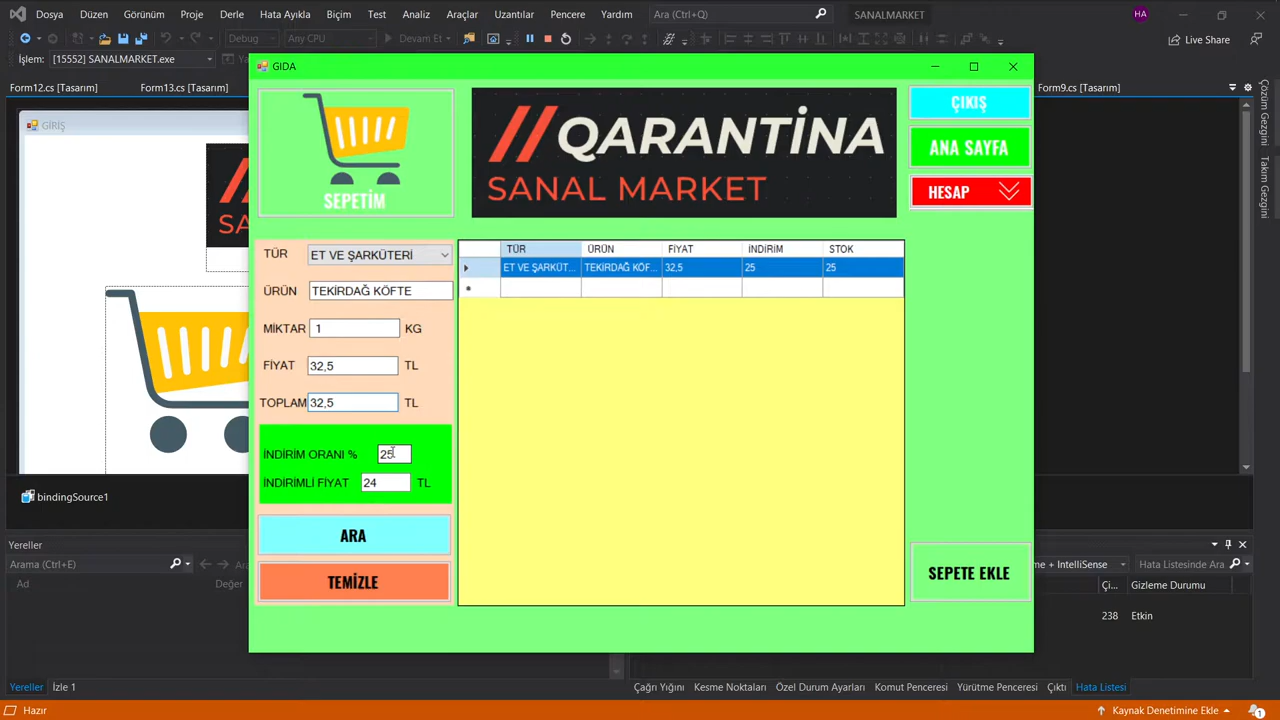 Dosya Düzen Görünüm Proje Derle Hata Ayıkla Biçim Test Analiz Araçlar Uzantılar Pencere Yardım Ara (Ctrl+Q) SANALMARKET HA
Debug Any CPU Devam Et Live Share
İşlem: [15552] SANALMARKET.exe
Form12.cs [Tasarım] Form13.cs [Tasarım] Form9.cs [Tasarım]
GİRİŞ
GIDA
SEPETİM
//QARANTİNA
SANAL MARKET
ÇIKIŞ
ANA SAYFA
HESAP
TÜR ET VE ŞARKÜTERİ
ÜRÜN TEKİRDAĞ KÖFTE
MİKTAR 1 KG
FİYAT 32,5 TL
TOPLAM 32,5 TL
İNDİRİM ORANI % 25
İNDİRİMLİ FİYAT 24 TL
ARA
TEMİZLE
TÜR ÜRÜN FİYAT İNDİRİM STOK
ET VE ŞARKÜT... TEKİRDAĞ KÖF... 32,5 25 25
SEPETE EKLE
bindingSource1
Yereller
Arama (Ctrl+E)
Ad Değer
me + IntelliSense Hata Listesinde Ara
Çi... Gizleme Durumu
238 Etkin
Yereller İzle 1
Çağrı Yığını Kesme Noktaları Özel Durum Ayarları Komut Penceresi Yürütme Penceresi Çıktı Hata Listesi
Hazır Kaynak Denetimine Ekle 1
Çözüm Gezgini
Takım Gezgini